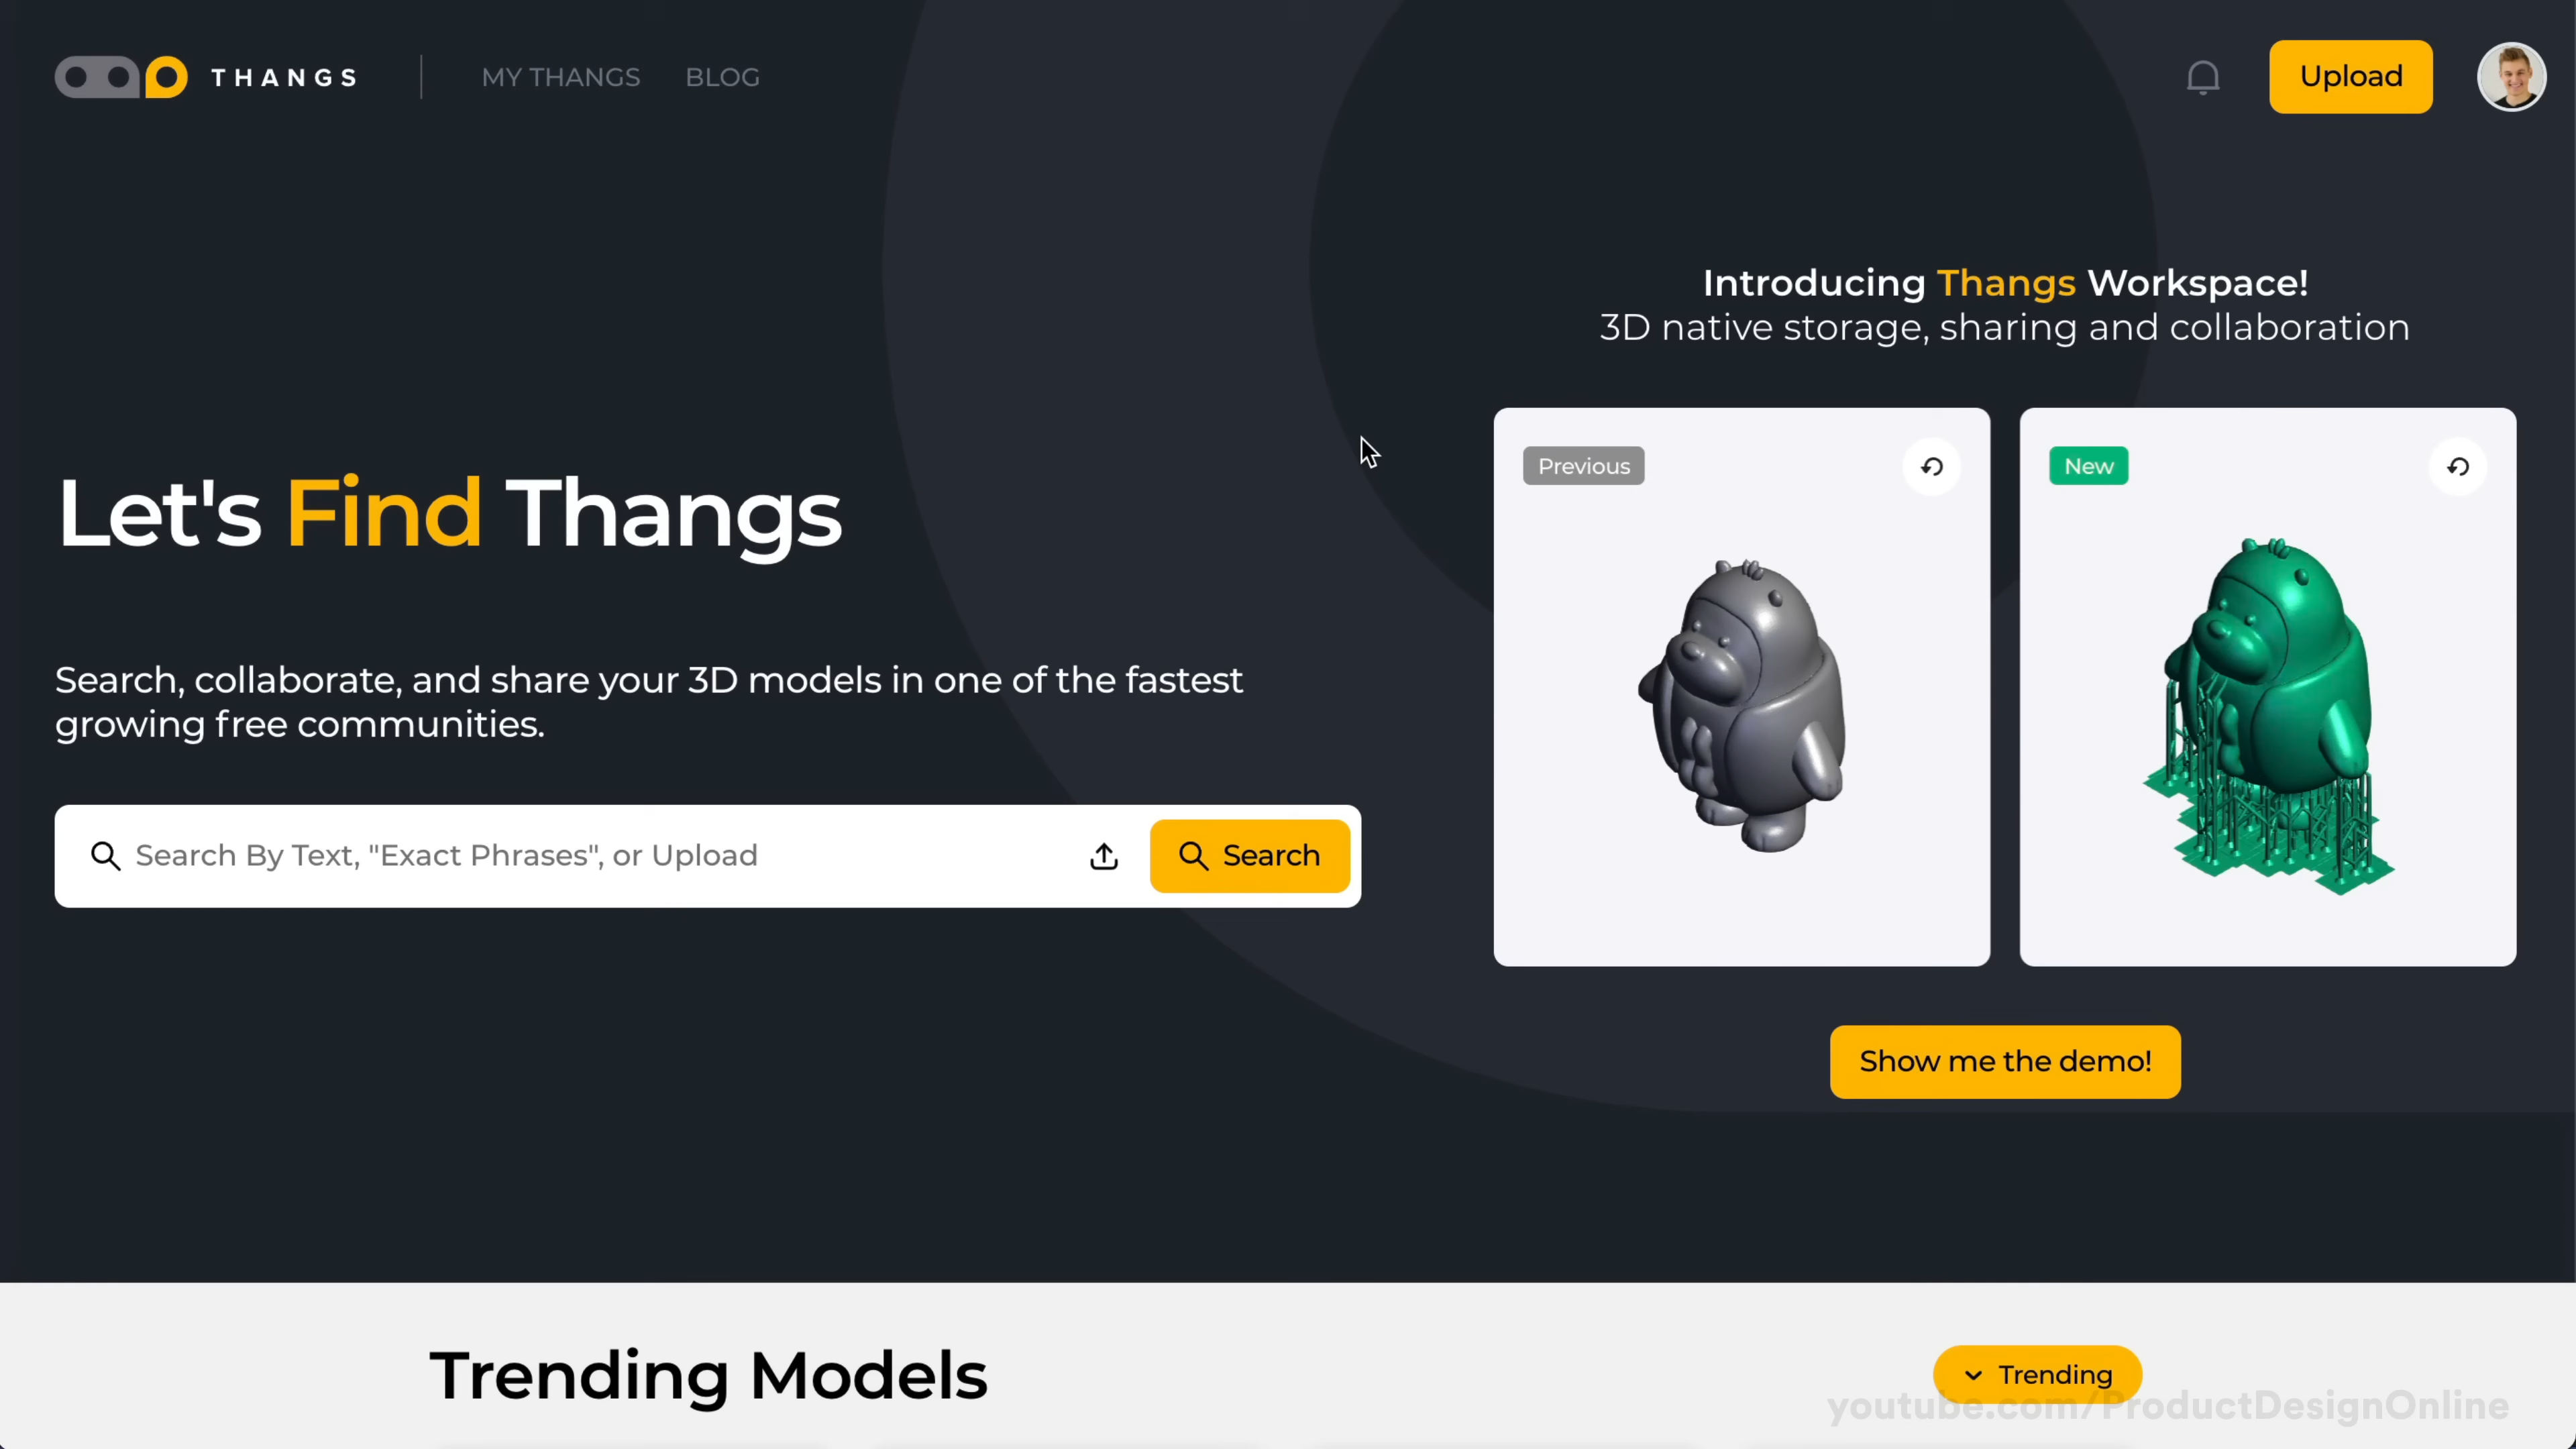 THANGS
MY THANGS
BLOG
Upload
Introducing Thangs Workspace!
3D native storage, sharing and collaboration
Previous
New
Let's Find Thangs
Search, collaborate, and share your 3D models in one of the fastest
growing free communities.
Search By Text, "Exact Phrases", or Upload
Search
Show me the demo!
Trending Models
Trending
youtube.com/ProductDesignOnline